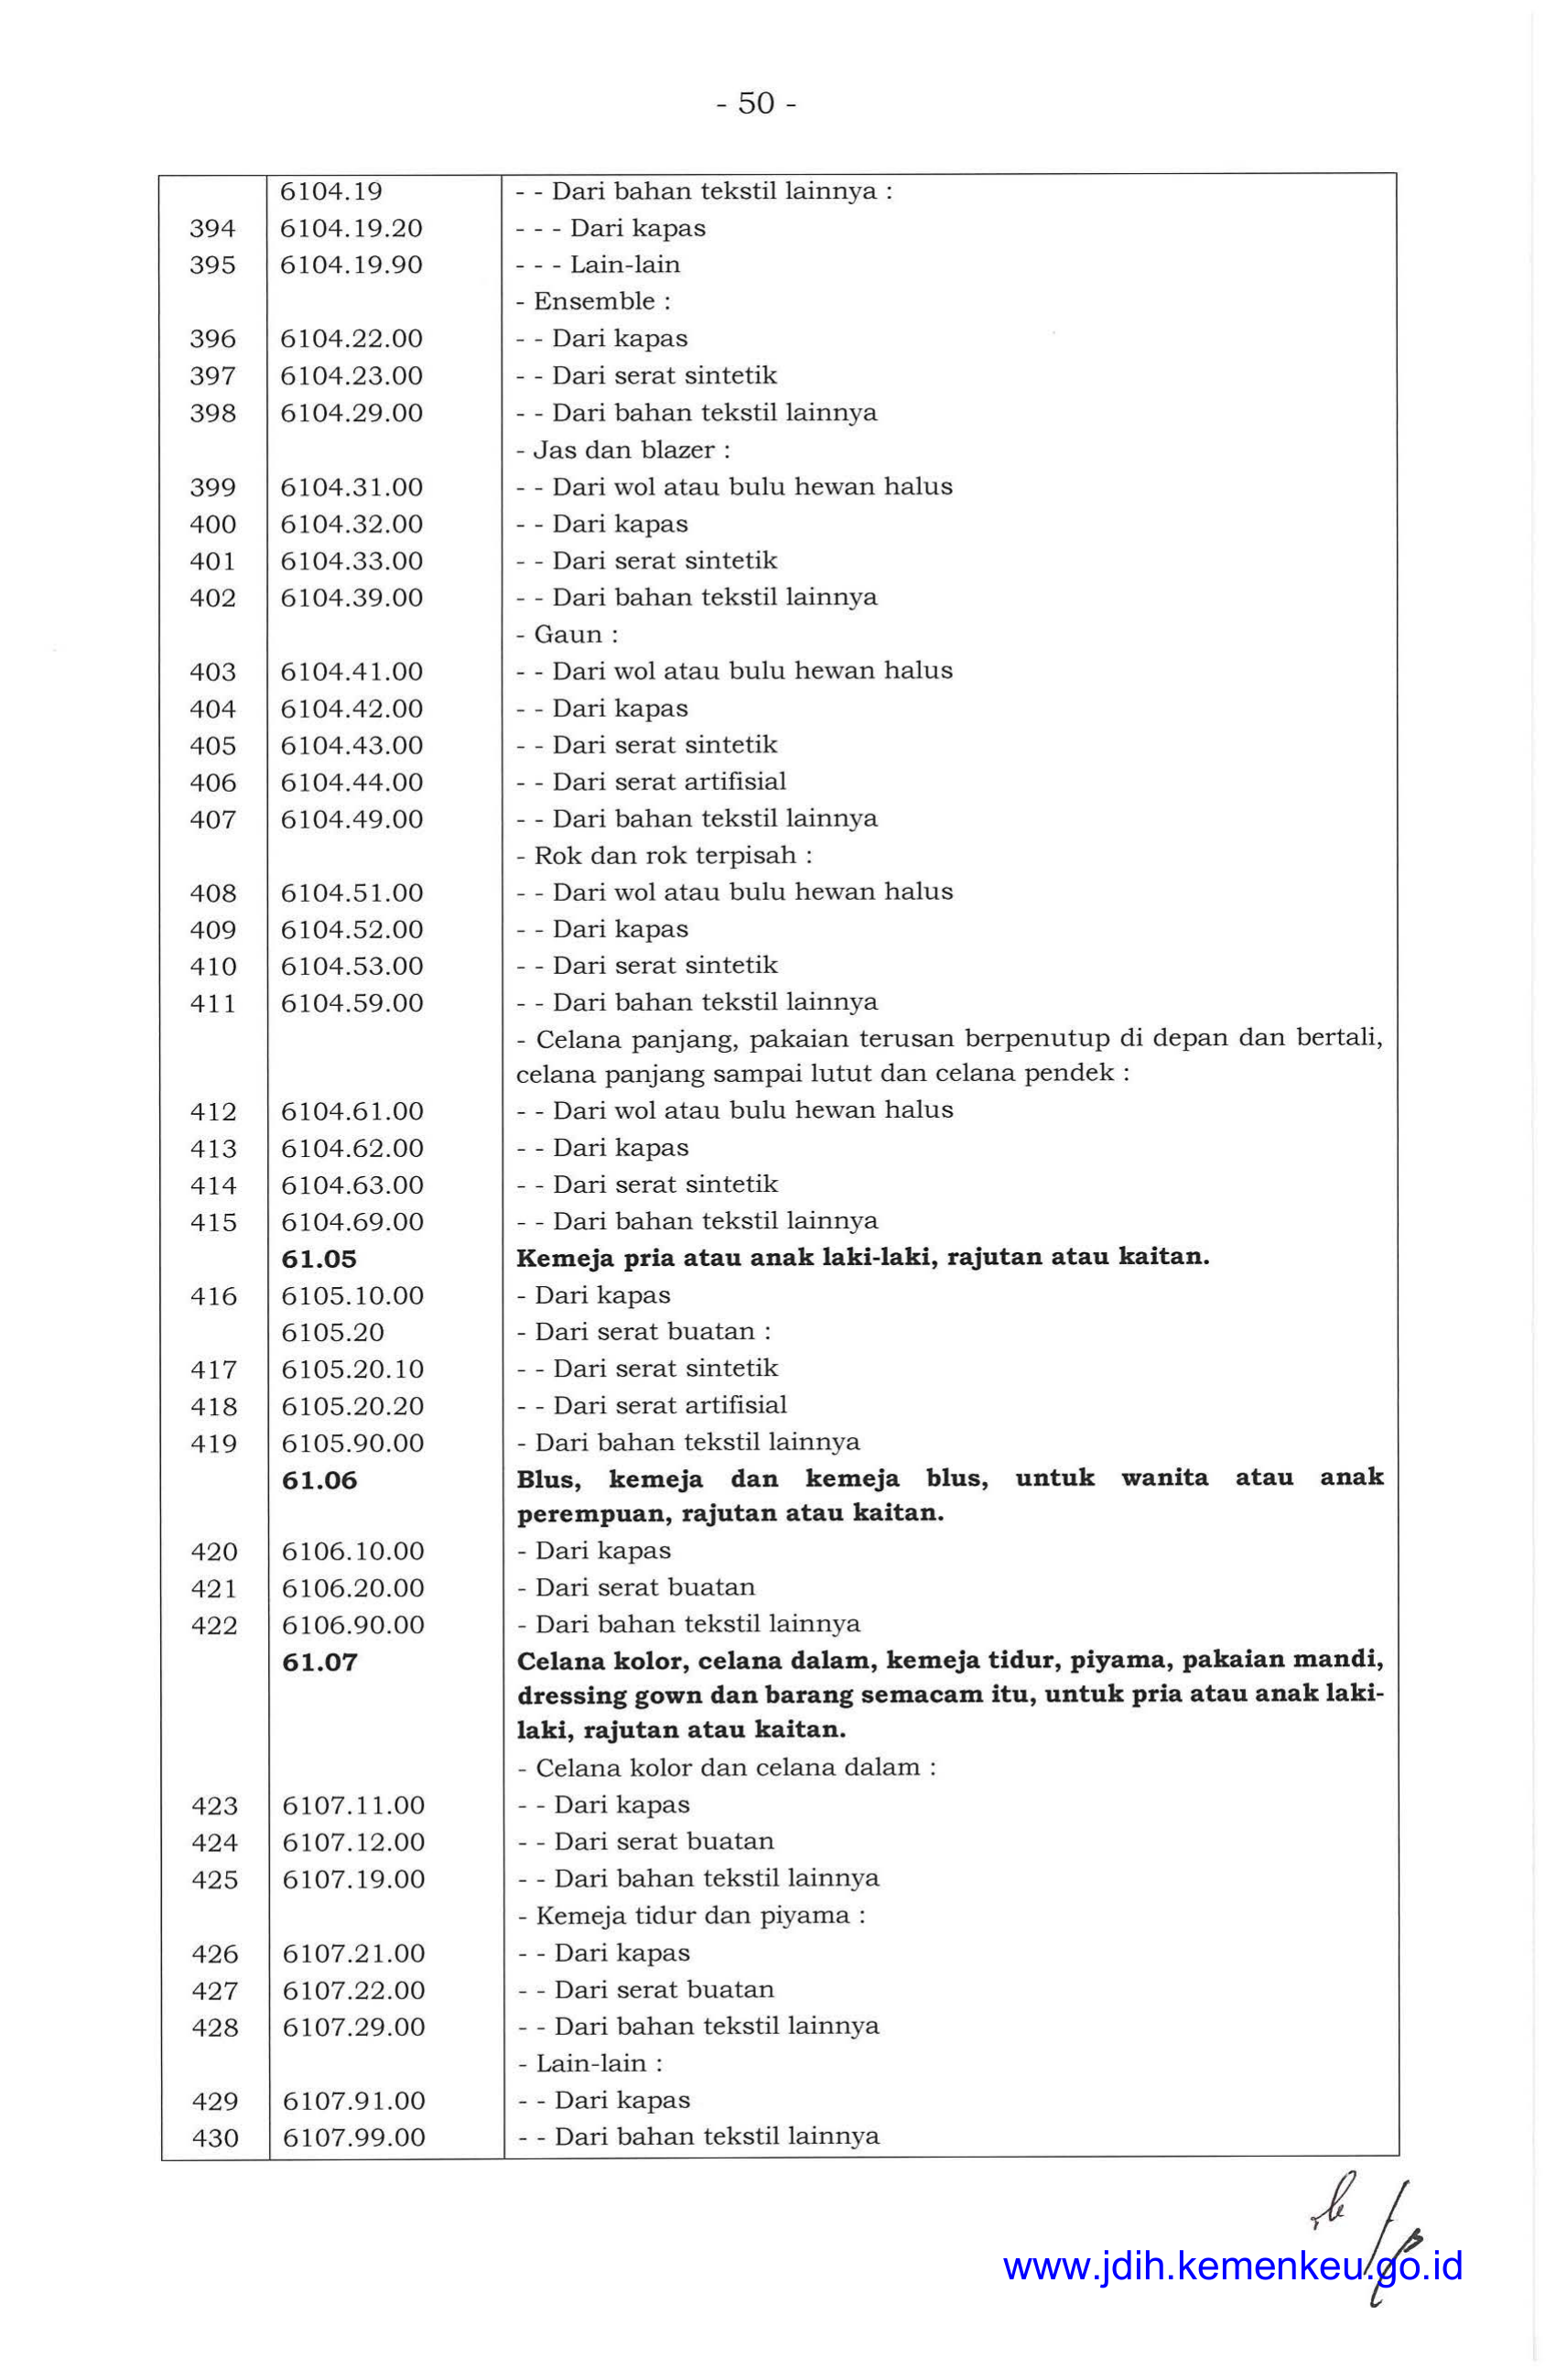 - 50 -
6104.19 - - Dari bahan tekstil lainnya :
394 6104.19.20 - - - Dari kapas
395 6104.19.90 - - - Lain-lain
- Ensemble :
396 6104.22.00 - - Dari kapas
397 6104.23.00 - - Dari serat sintetik
398 6104.29.00 - - Dari bahan tekstil lainnya
- Jas dan blazer :
399 6104.31.00 - - Dari wol atau bulu hewan halus
400 6104.32.00 - - Dari kapas
401 6104.33.00 - - Dari serat sintetik
402 6104.39.00 - - Dari bahan tekstil lainnya
- Gaun :
403 6104.41.00 - - Dari wol atau bulu hewan halus
404 6104.42.00 - - Dari kapas
405 6104.43.00 - - Dari serat sintetik
406 6104.44.00 - - Dari serat artifisial
407 6104.49.00 - - Dari bahan tekstil lainnya
- Rok dan rok terpisah :
408 6104.51.00 - - Dari wol atau bulu hewan halus
409 6104.52.00 - - Dari kapas
410 6104.53.00 - - Dari serat sintetik
411 6104.59.00 - - Dari bahan tekstil lainnya
- Celana panjang, pakaian terusan berpenutup di depan dan bertali,
celana panjang sampai lutut dan celana pendek :
412 6104.61.00 - - Dari wol atau bulu hewan halus
413 6104.62.00 - - Dari kapas
414 6104.63.00 - - Dari serat sintetik
415 6104.69.00 - - Dari bahan tekstil lainnya
61.05 Kemeja pria atau anak laki-laki, rajutan atau kaitan.
416 6105.10.00 - Dari kapas
6105.20 - Dari serat buatan :
417 6105.20.10 - - Dari serat sintetik
418 6105.20.20 - - Dari serat artifisial
419 6105.90.00 - Dari bahan tekstil lainnya
61.06 Blus, kemeja dan kemeja blus, untuk wanita atau anak
perempuan, rajutan atau kaitan.
420 6106.10.00 - Dari kapas
421 6106.20.00 - Dari serat buatan
422 6106.90.00 - Dari bahan tekstil lainnya
61.07 Celana kolor, celana dalam, kemeja tidur, piyama, pakaian mandi,
dressing gown dan barang semacam itu, untuk pria atau anak laki-
laki, rajutan atau kaitan.
- Celana kolor dan celana dalam :
423 6107.11.00 - - Dari kapas
424 6107.12.00 - - Dari serat buatan
425 6107.19.00 - - Dari bahan tekstil lainnya
- Kemeja tidur dan piyama :
426 6107.21.00 - - Dari kapas
427 6107.22.00 - - Dari serat buatan
428 6107.29.00 - - Dari bahan tekstil lainnya
- Lain-lain :
429 6107.91.00 - - Dari kapas
430 6107.99.00 - - Dari bahan tekstil lainnya
www.jdih.kemenkeu.go.id